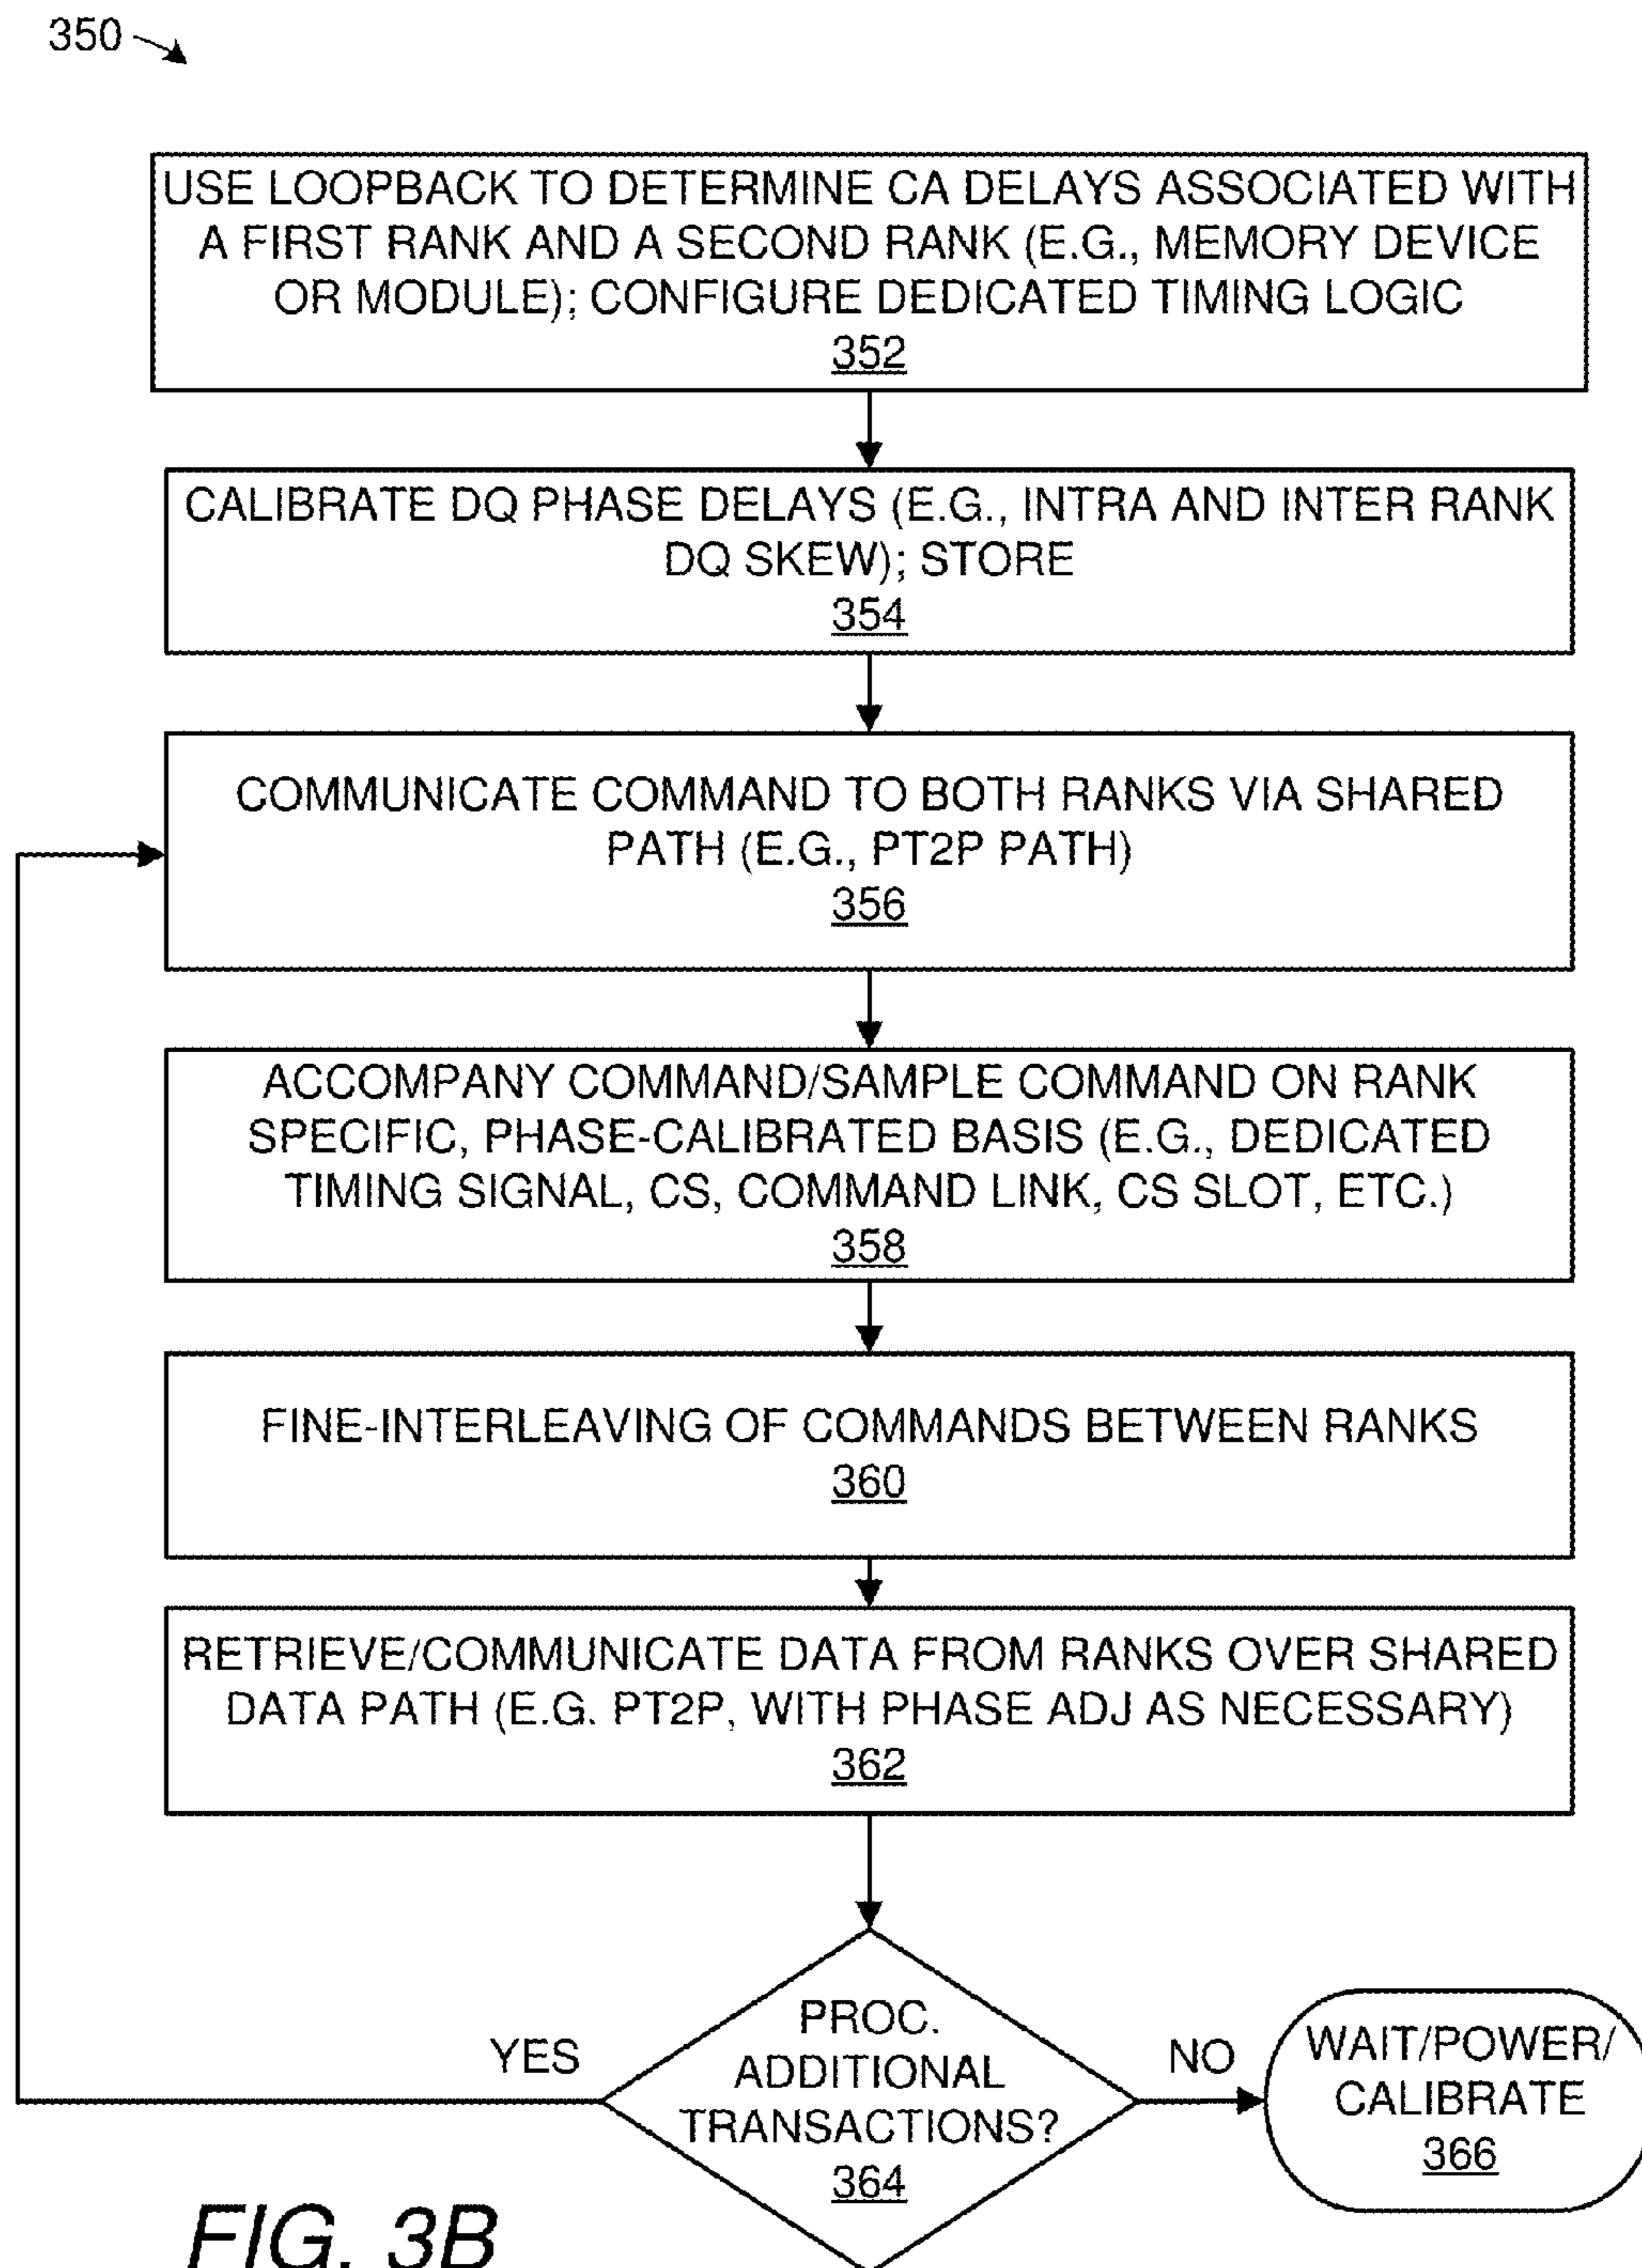 350
USE LOOPBACK TO DETERMINE CA DELAYS ASSOCIATED WITH
A FIRST RANK AND A SECOND RANK (E.G., MEMORY DEVICE
OR MODULE); CONFIGURE DEDICATED TIMING LOGIC
352
CALIBRATE DQ PHASE DELAYS (E.G., INTRA AND INTER RANK
DQ SKEW); STORE
354
COMMUNICATE COMMAND TO BOTH RANKS VIA SHARED
PATH (E.G., PT2P PATH)
356
ACCOMPANY COMMAND/SAMPLE COMMAND ON RANK
SPECIFIC, PHASE-CALIBRATED BASIS (E.G., DEDICATED
TIMING SIGNAL, CS, COMMAND LINK, CS SLOT, ETC.)
358
FINE-INTERLEAVING OF COMMANDS BETWEEN RANKS
360
RETRIEVE/COMMUNICATE DATA FROM RANKS OVER SHARED
DATA PATH (E.G. PT2P, WITH PHASE ADJ AS NECESSARY)
362
YES
PROC.
ADDITIONAL
TRANSACTIONS?
364
NO
WAIT/POWER/
CALIBRATE
366
FIG. 3B